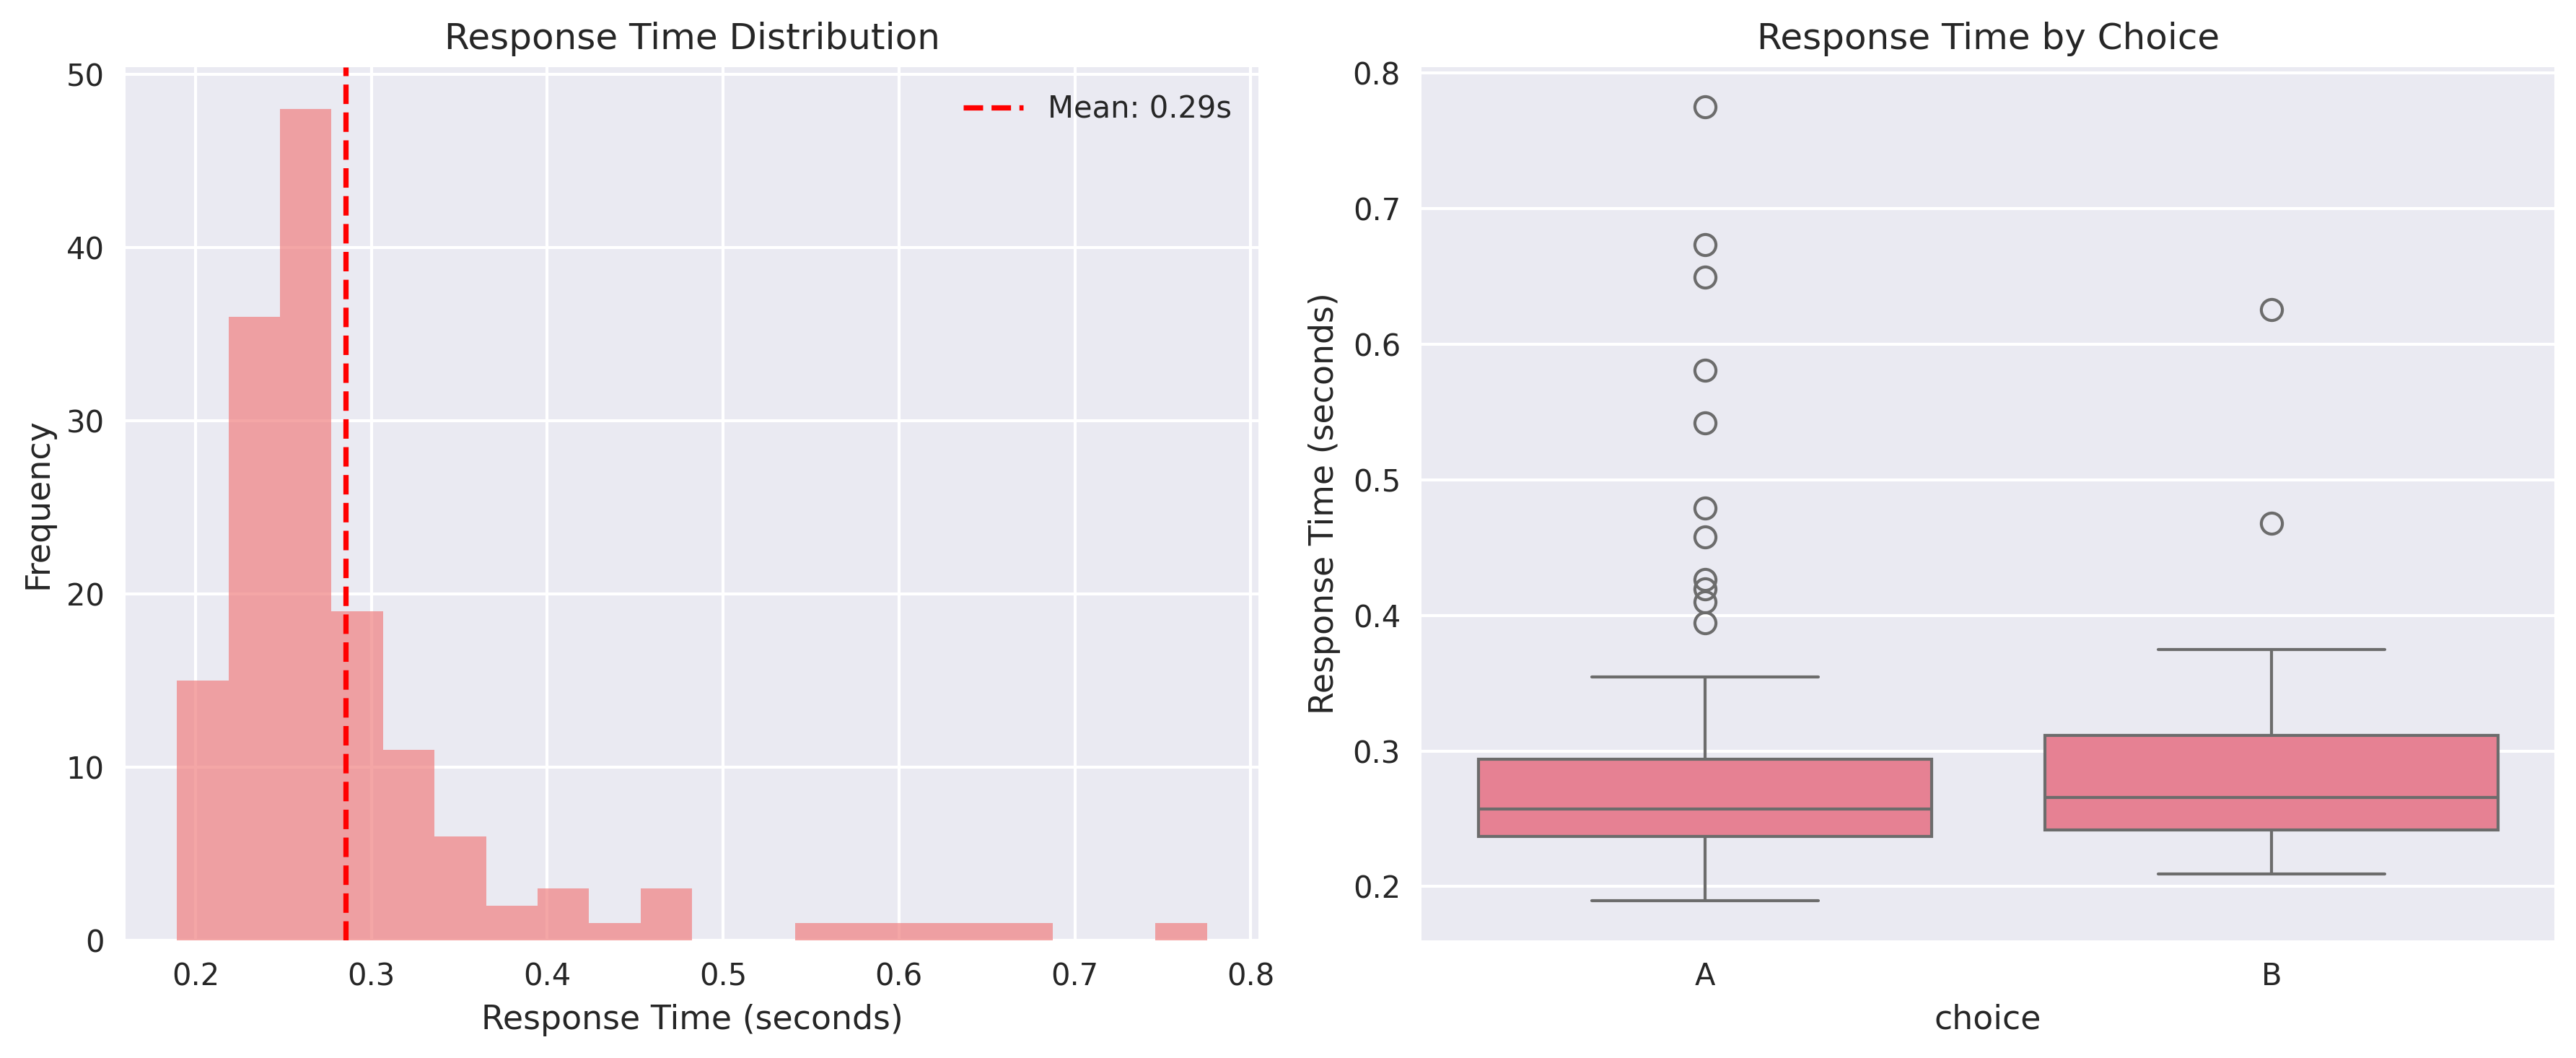 Response Time Distribution
50
40
30
20
10
0
Frequency
Mean: 0.29s
0.2 0.3 0.4 0.5 0.6 0.7 0.8
Response Time (seconds)
Response Time by Choice
0.8
0.7
0.6
0.5
0.4
0.3
0.2
Response Time (seconds)
A B
choice